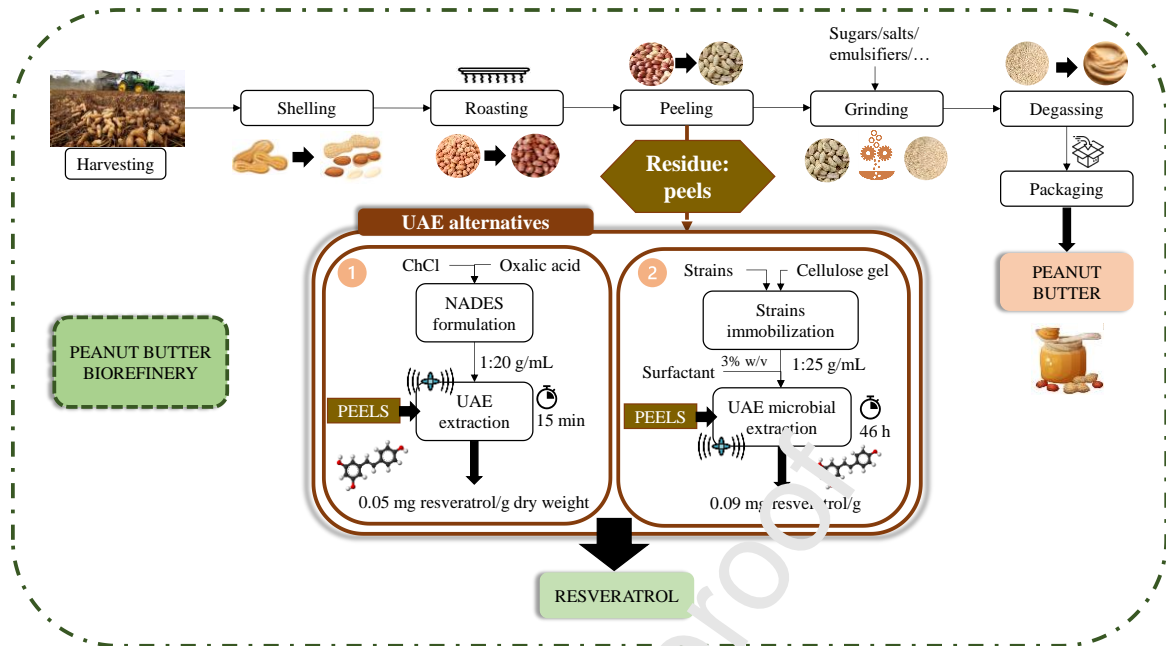 Sugars/salts/
emulsifiers/…
Harvesting
Shelling
Roasting
Peeling
Grinding
Degassing
Residue:
peels
Packaging
PEANUT
BUTTER
UAE alternatives
1
ChCl
Oxalic acid
NADES
formulation
1:20 g/mL
PEELS
UAE
extraction
15 min
0.05 mg resveratrol/g dry weight
2
Strains
Cellulose gel
Strains
immobilization
Surfactant
3% w/v
1:25 g/mL
PEELS
UAE microbial
extraction
46 h
0.09 mg resveratrol/g
PEANUT BUTTER
BIOREFINERY
RESVERATROL
proof